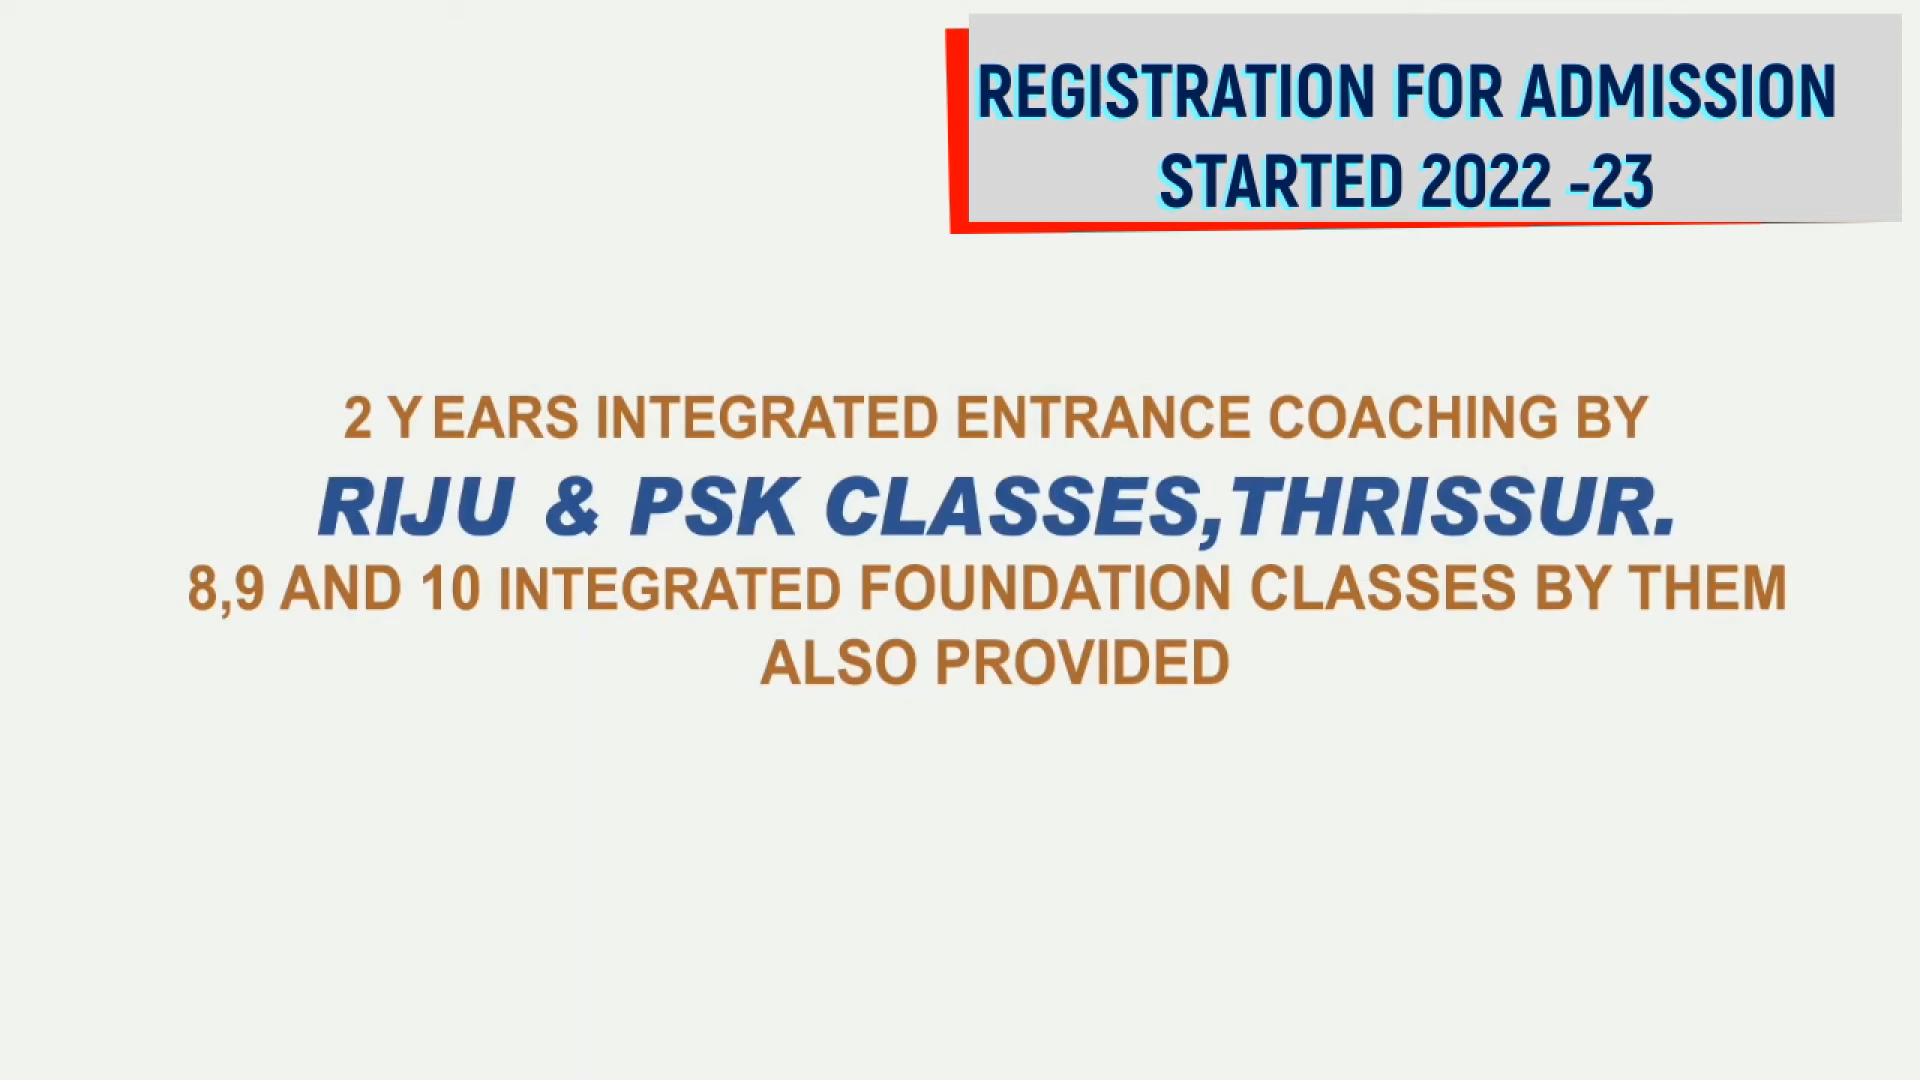 REGISTRATION FOR ADMISSION
STARTED 2022 -23
2 YEARS INTEGRATED ENTRANCE COACHING BY
RIJU & PSK CLASSES,THRISSUR.
8,9 AND 10 INTEGRATED FOUNDATION CLASSES BY THEM
ALSO PROVIDED